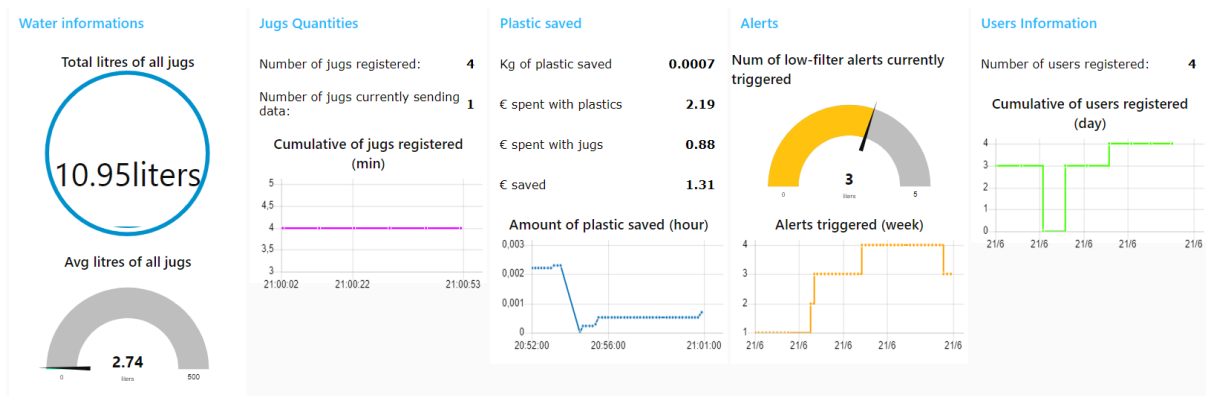 Water informations
Total litres of all jugs
10.95liters
Avg litres of all jugs
2.74
0
liters
500
Jugs Quantities
Number of jugs registered:
4
Number of jugs currently sending
data:
1
Cumulative of jugs registered
(min)
5
4,5
4
3,5
3
21:00:02
21:00:22
21:00:53
Plastic saved
Kg of plastic saved
0.0007
€ spent with plastics
2.19
€ spent with jugs
0.88
€ saved
1.31
Amount of plastic saved (hour)
0,003
0,002
0,001
0
20:52:00
20:56:00
21:01:00
Alerts
Num of low-filter alerts currently
triggered
3
0
liters
5
Alerts triggered (week)
4
3
2
1
21/6
21/6
21/6
21/6
21/6
Users Information
Number of users registered:
4
Cumulative of users registered
(day)
4
3
2
1
0
21/6
21/6
21/6
21/6
21/6